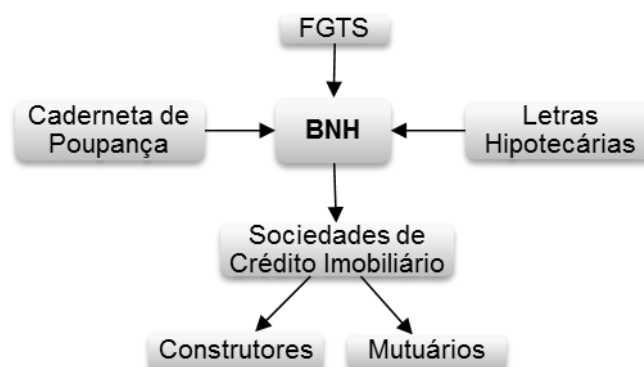 FGTS
Caderneta de
Poupança
BNH
Letras
Hipotecárias
Sociedades de
Crédito Imobiliário
Construtores
Mutuários